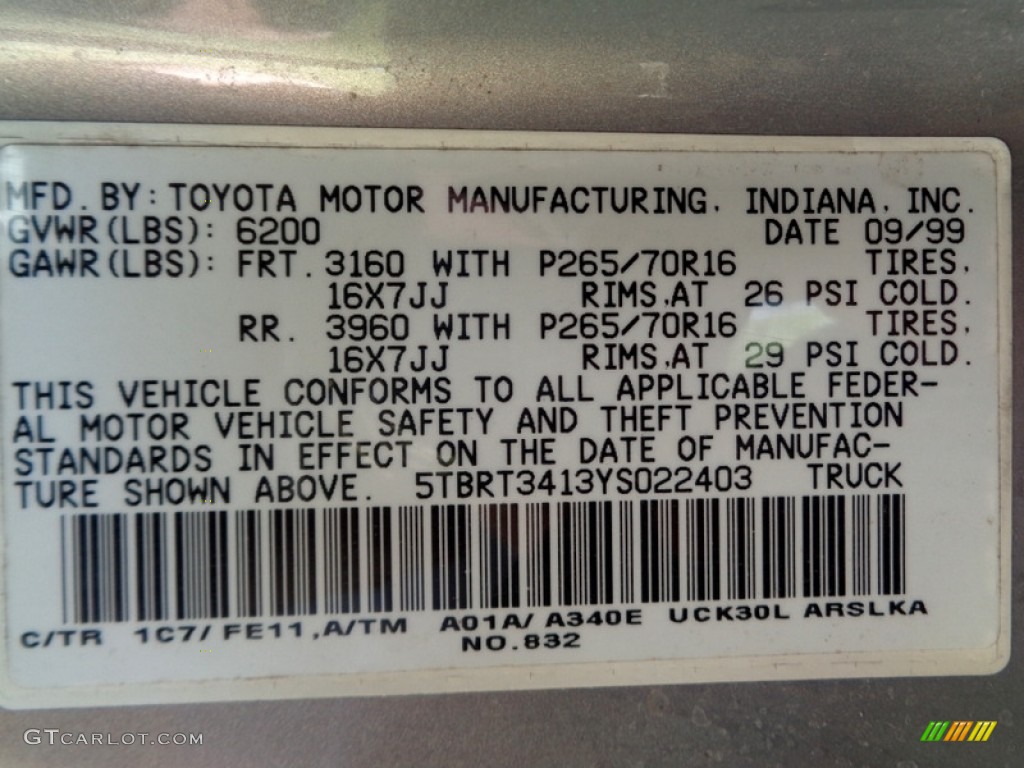 MFD. BY: TOYOTA MOTOR MANUFACTURING. INDIANA, INC.
GVWR(LBS): 6200 DATE 09/99
GAWR(LBS): FRT. 3160 WITH P265/70R16 TIRES,
16X7JJ RIMS,AT 26 PSI COLD.
RR. 3960 WITH P265/70R16 TIRES,
16X7JJ RIMS,AT 29 PSI COLD.
THIS VEHICLE CONFORMS TO ALL APPLICABLE FEDER-
AL MOTOR VEHICLE SAFETY AND THEFT PREVENTION
STANDARDS IN EFFECT ON THE DATE OF MANUFAC-
TURE SHOWN ABOVE. 5TBRT3413YS022403 TRUCK
C/TR 1C7/ FE11,A/TM A01A/ A340E UCK30L ARSLKA
NO.832
GTCARLOT.COM